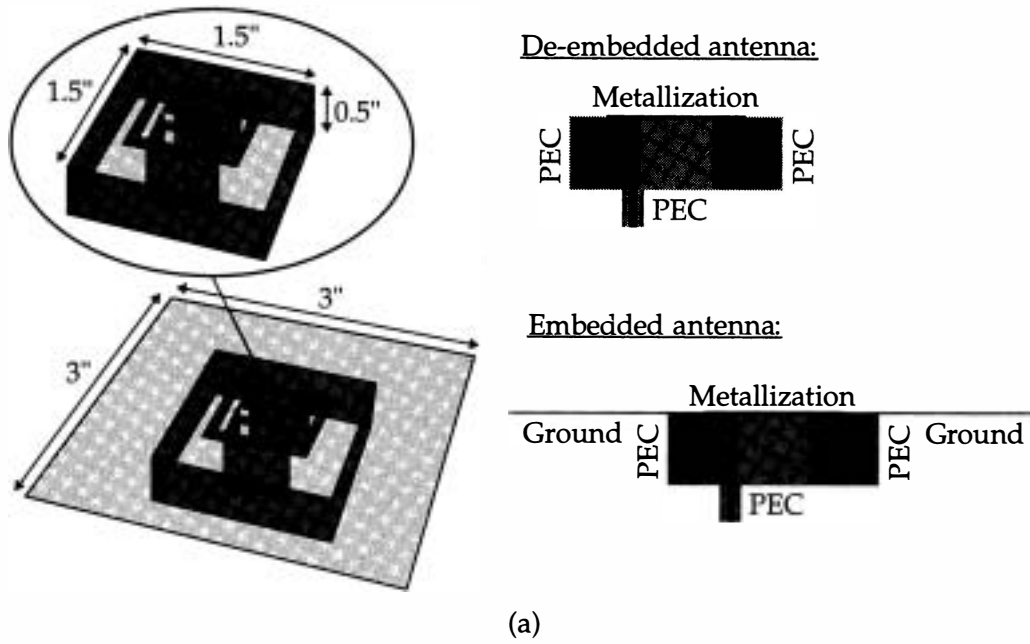 1.5"
1.5"
0.5"
De-embedded antenna:
Metallization
PEC
PEC
PEC
3"
3"
Embedded antenna:
Metallization
Ground
PEC
PEC
Ground
PEC
(a)